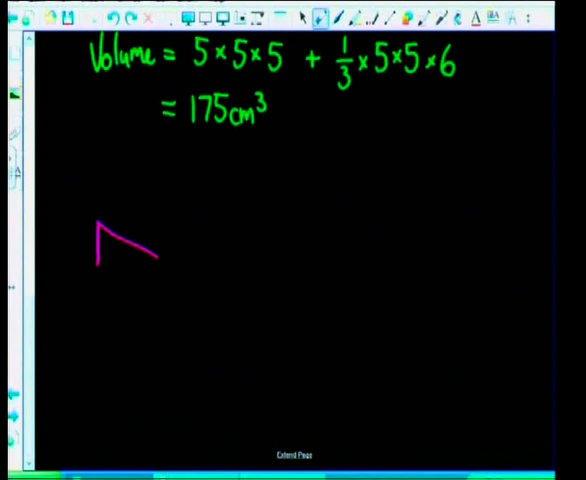 Volume = 5 × 5 × 5 + 1/3 × 5 × 5 × 6
= 175cm³
Extend Page